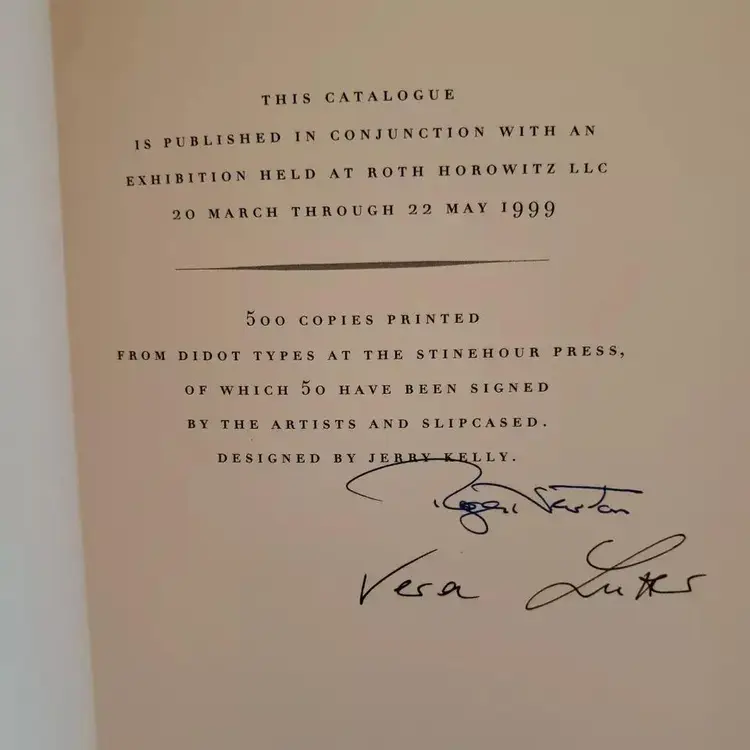 THIS CATALOGUE
IS PUBLISHED IN CONJUNCTION WITH AN
EXHIBITION HELD AT ROTH HOROWITZ LLC
20 MARCH THROUGH 22 MAY 1999
500 COPIES PRINTED
FROM DIDOT TYPES AT THE STINEHOUR PRESS,
OF WHICH 50 HAVE BEEN SIGNED
BY THE ARTISTS AND SLIPCASED.
DESIGNED BY JERRY KELLY.
Roger Newton
Vera Lutter